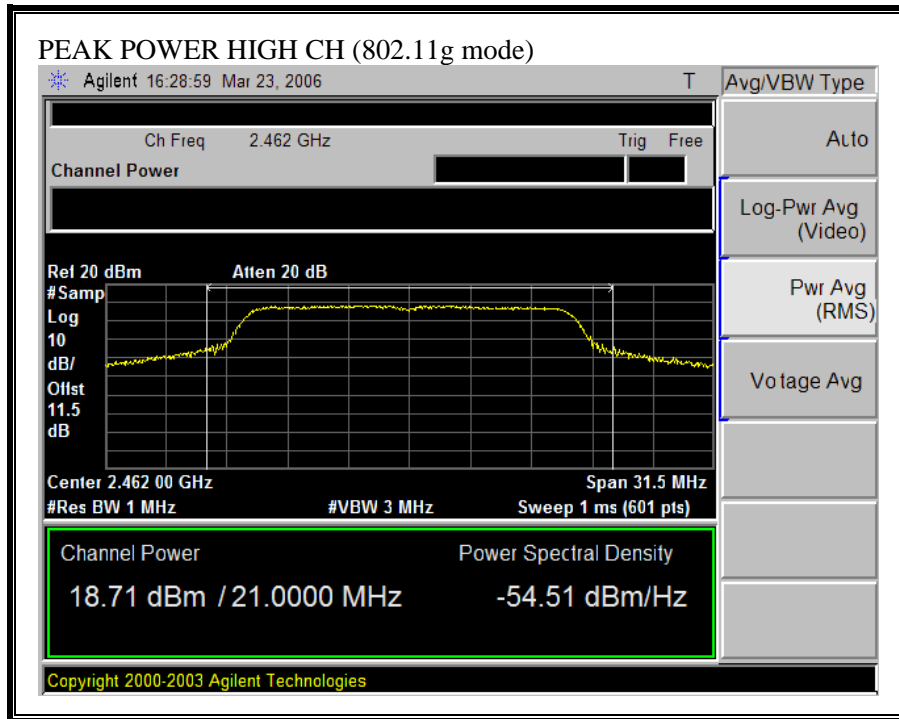 PEAK POWER HIGH CH (802.11g mode)
Agilent 16:28:59 Mar 23, 2006 T Avg/VBW Type
Ch Freq 2.462 GHz Trig Free
Channel Power
Auto
Log-Pwr Avg
(Video)
Pwr Avg
(RMS)
Vo tage Avg
Ref 20 dBm Atten 20 dB
#Samp
Log
10
dB/
Offst
11.5
dB
Center 2.462 00 GHz Span 31.5 MHz
#Res BW 1 MHz #VBW 3 MHz Sweep 1 ms (601 pts)
Channel Power Power Spectral Density
18.71 dBm / 21.0000 MHz -54.51 dBm/Hz
Copyright 2000-2003 Agilent Technologies